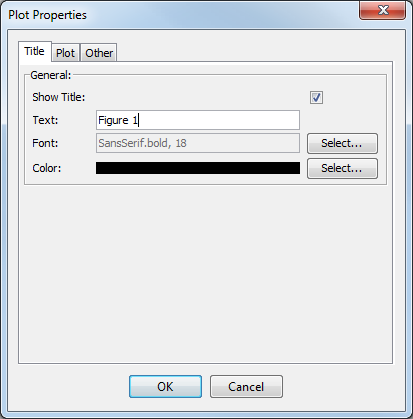 Plot Properties
Title Plot Other
General:
Show Title:
Text: Figure 1
Font: SansSerif.bold, 18 Select...
Color: Select...
OK Cancel